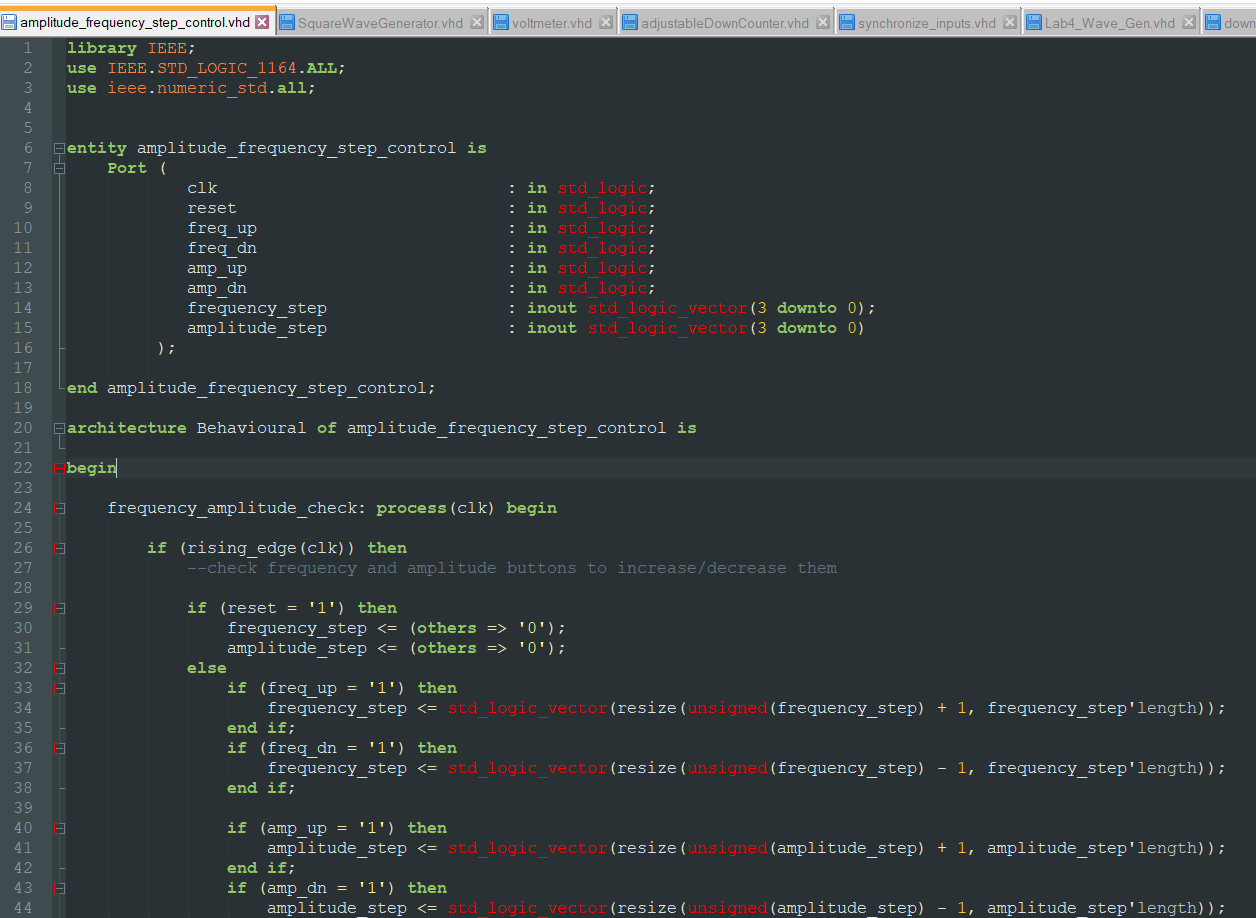 amplitude_frequency_step_control.vhd SquareWaveGenerator.vhd voltmeter.vhd adjustableDownCounter.vhd synchronize_inputs.vhd Lab4_Wave_Gen.vhd down
1 library IEEE;
2 use IEEE.STD_LOGIC_1164.ALL;
3 use ieee.numeric_std.all;
4
5
6 entity amplitude_frequency_step_control is
7 Port (
8 clk : in std_logic;
9 reset : in std_logic;
10 freq_up : in std_logic;
11 freq_dn : in std_logic;
12 amp_up : in std_logic;
13 amp_dn : in std_logic;
14 frequency_step : inout std_logic_vector(3 downto 0);
15 amplitude_step : inout std_logic_vector(3 downto 0)
16 );
17
18 end amplitude_frequency_step_control;
19
20 architecture Behavioural of amplitude_frequency_step_control is
21
22 begin
23
24 frequency_amplitude_check: process(clk) begin
25
26 if (rising_edge(clk)) then
27 --check frequency and amplitude buttons to increase/decrease them
28
29 if (reset = '1') then
30 frequency_step <= (others => '0');
31 amplitude_step <= (others => '0');
32 else
33 if (freq_up = '1') then
34 frequency_step <= std_logic_vector(resize(unsigned(frequency_step) + 1, frequency_step'length));
35 end if;
36 if (freq_dn = '1') then
37 frequency_step <= std_logic_vector(resize(unsigned(frequency_step) - 1, frequency_step'length));
38 end if;
39
40 if (amp_up = '1') then
41 amplitude_step <= std_logic_vector(resize(unsigned(amplitude_step) + 1, amplitude_step'length));
42 end if;
43 if (amp_dn = '1') then
44 amplitude_step <= std_logic_vector(resize(unsigned(amplitude_step) - 1, amplitude_step'length));